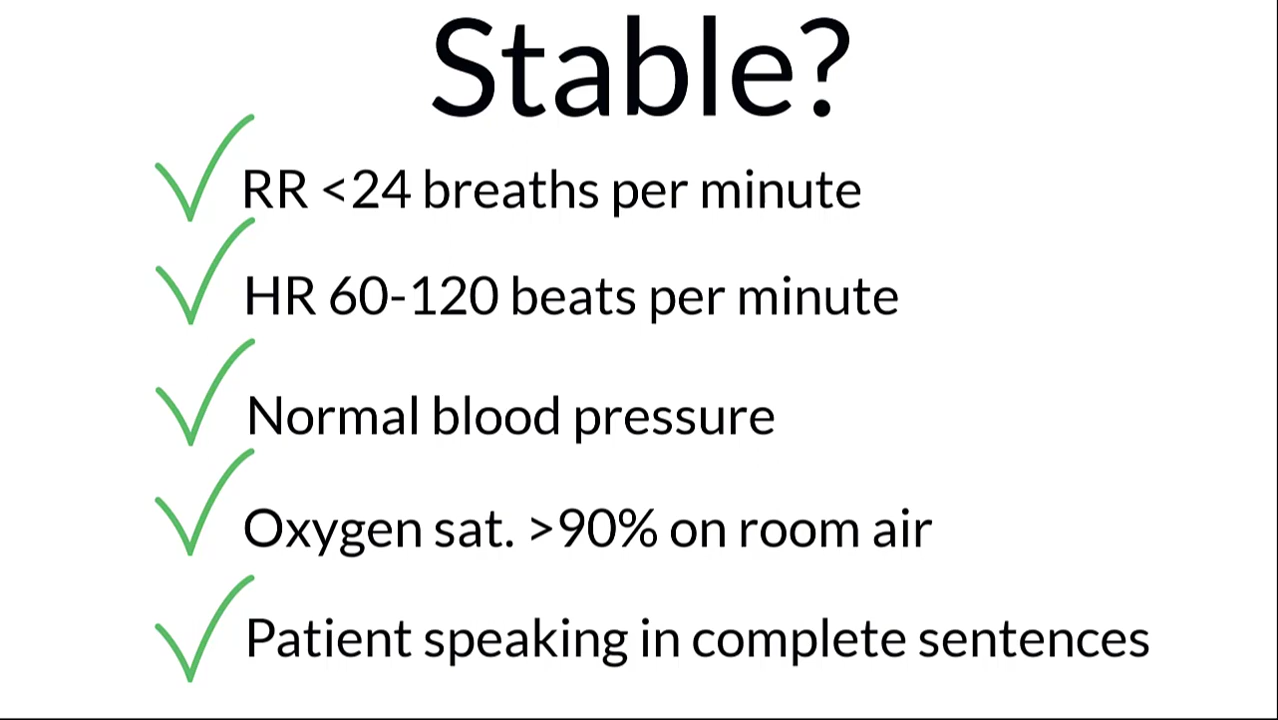 Stable?
RR <24 breaths per minute
HR 60-120 beats per minute
Normal blood pressure
Oxygen sat. >90% on room air
Patient speaking in complete sentences